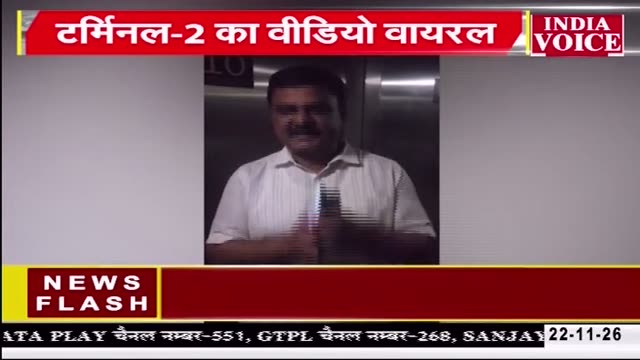 टर्मिनल-2 का वीडियो वायरल
INDIA
VOICE
16
NEWS
FLASH
ATA PLAY चैनल नम्बर-551, GTPL चैनल नम्बर-268, SANJAY
22-11-26